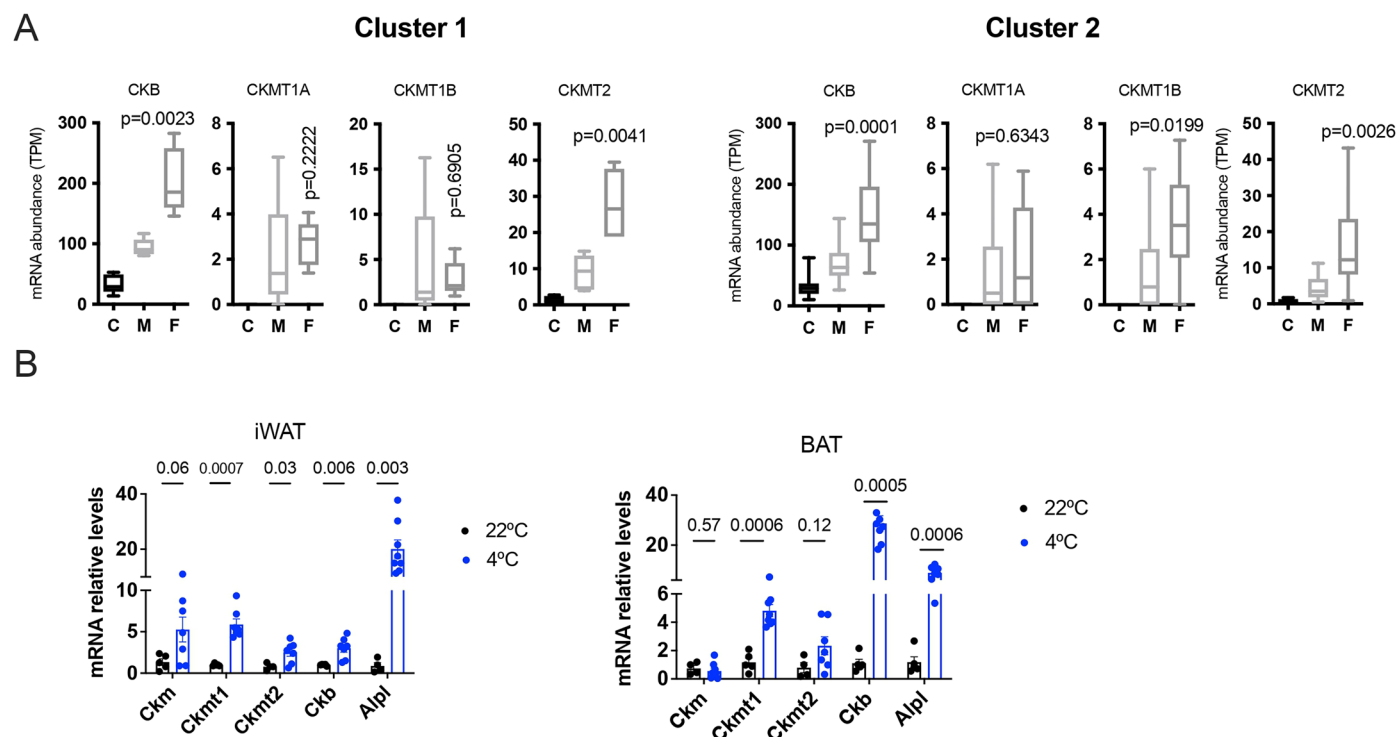 A
Cluster 1
Cluster 2
CKB
CKMT1A
CKMT1B
CKMT2
CKB
CKMT1A
CKMT1B
CKMT2
p=0.0023
p=0.2222
p=0.6905
p=0.0041
p=0.0001
p=0.6343
p=0.0199
p=0.0026
mRNA abundance (TPM)
300
200
100
0
C M F
8
6
4
2
0
C M F
20
15
10
5
0
C M F
50
40
30
20
10
0
C M F
mRNA abundance (TPM)
300
200
100
0
C M F
8
6
4
2
0
C M F
8
6
4
2
0
C M F
mRNA abundance (TPM)
50
40
30
20
10
0
C M F
B
iWAT
0.06 0.0007 0.03 0.006 0.003
mRNA relative levels
40
20
10
5
0
Ckm Ckmt1 Ckmt2 Ckb Alpl
22ºC
4ºC
BAT
0.57 0.0006 0.12 0.0005 0.0006
mRNA relative levels
40
20
6
4
2
0
Ckm Ckmt1 Ckmt2 Ckb Alpl
22ºC
4ºC